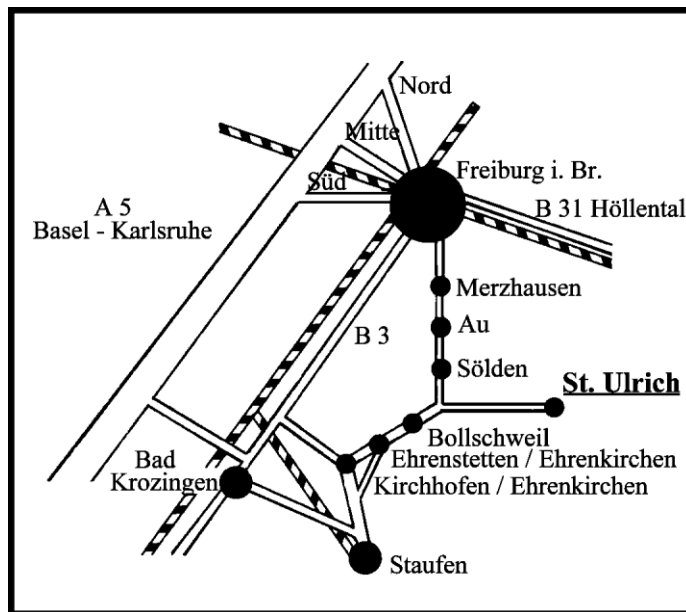 Nord
Mitte
Freiburg i. Br.
Süd
A 5
Basel - Karlsruhe
B 31 Höllental
Merzhausen
Au
B 3
Sölden
St. Ulrich
Bollschweil
Ehrenstetten / Ehrenkirchen
Bad
Krozingen
Kirchhofen / Ehrenkirchen
Staufen